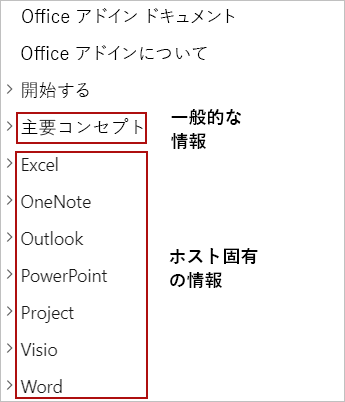 Office アドイン ドキュメント
Office アドインについて
開始する
主要コンセプト
一般的な
情報
Excel
OneNote
Outlook
PowerPoint
Project
Visio
Word
ホスト固有
の情報